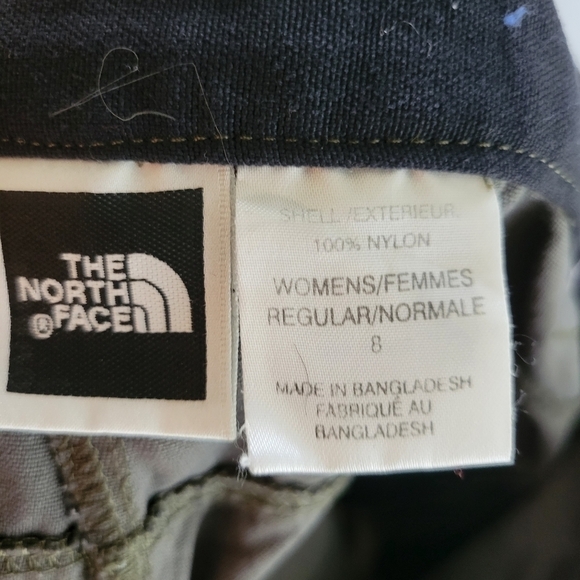 THE
NORTH
FACE
®
SHELL/EXTERIEUR
100% NYLON
WOMENS/FEMMES
REGULAR/NORMALE
8
MADE IN BANGLADESH
FABRIQUÉ AU
BANGLADESH